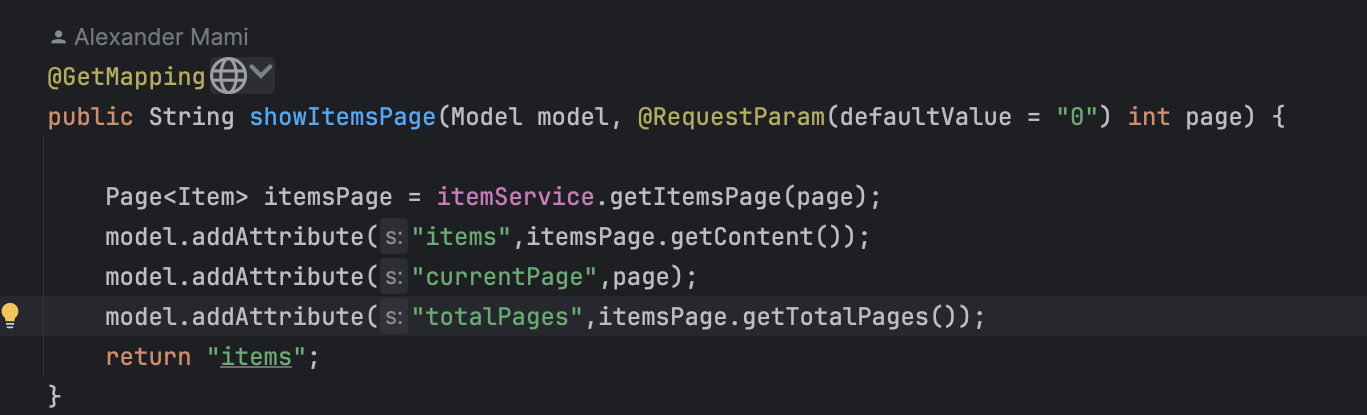 Alexander Mami
@GetMapping
public String showItemsPage(Model model, @RequestParam(defaultValue = "0") int page) {
Page<Item> itemsPage = itemService.getItemsPage(page);
model.addAttribute( s: "items",itemsPage.getContent());
model.addAttribute( s: "currentPage",page);
model.addAttribute( s: "totalPages",itemsPage.getTotalPages());
return "items";
}